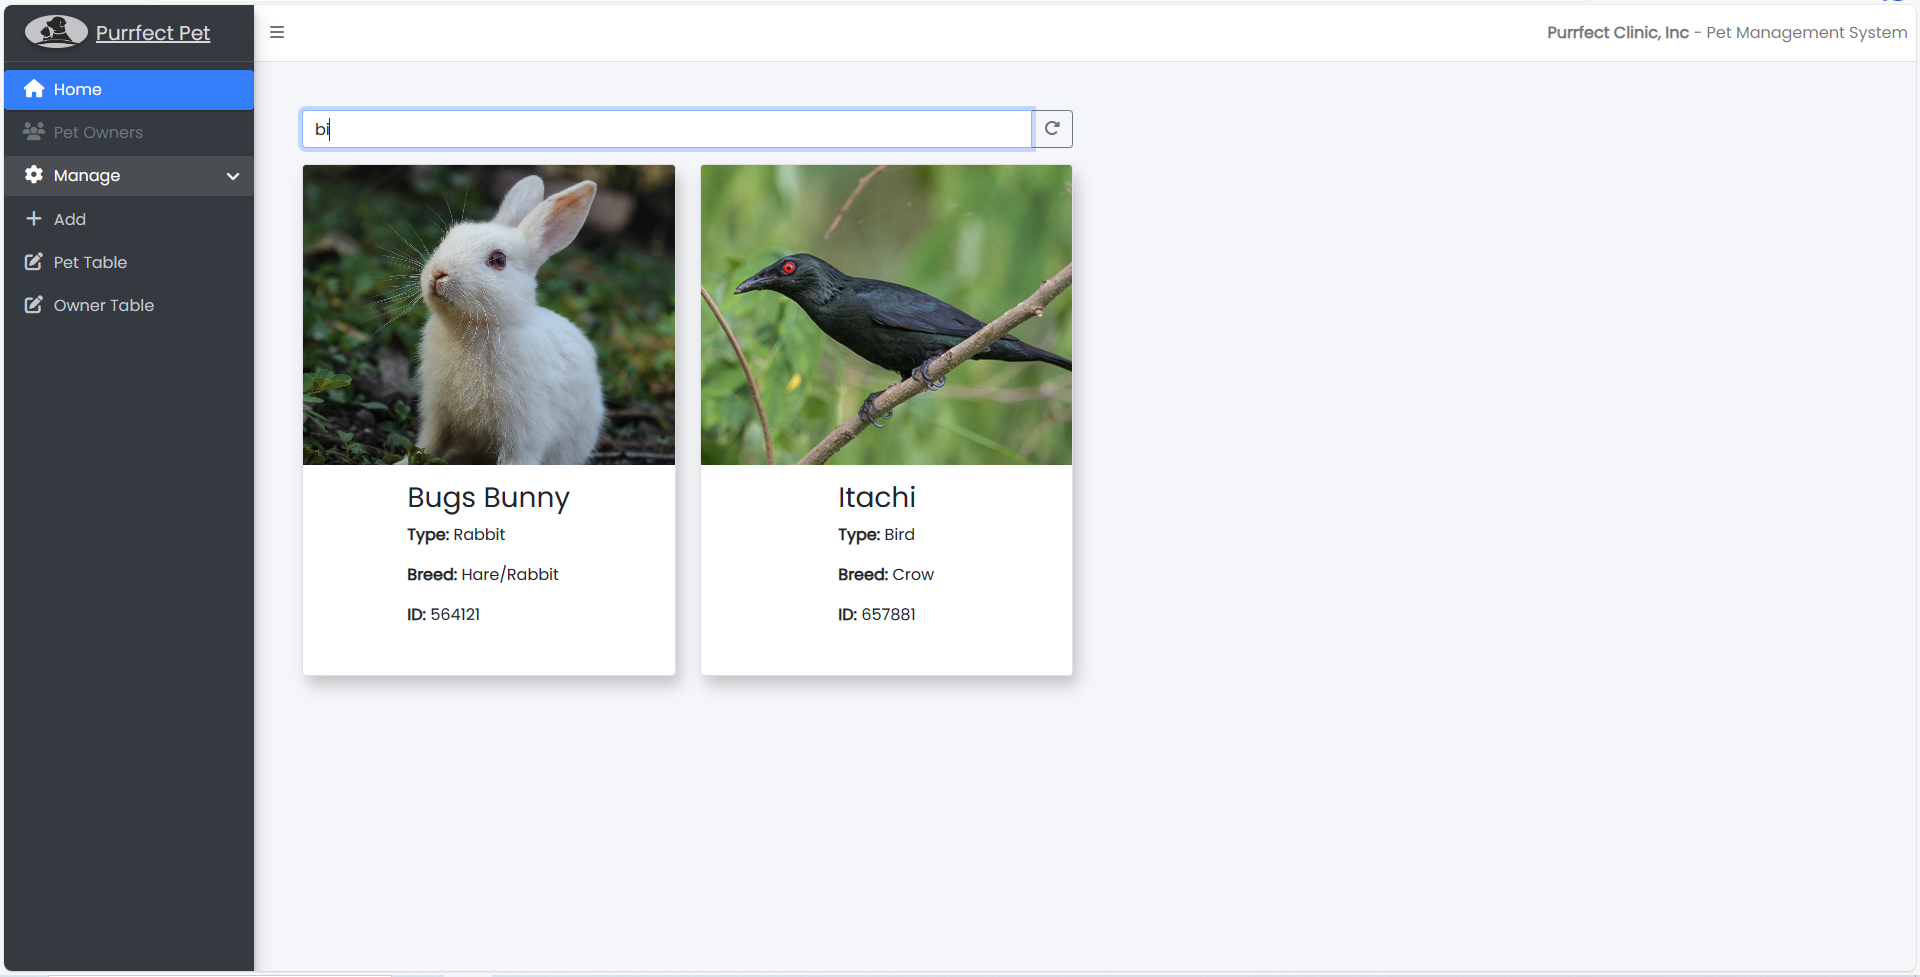 Purrfect Pet
Purrfect Clinic, Inc - Pet Management System
Home
Pet Owners
Manage
Add
Pet Table
Owner Table
bi
Bugs Bunny
Type: Rabbit
Breed: Hare/Rabbit
ID: 564121
Itachi
Type: Bird
Breed: Crow
ID: 657881